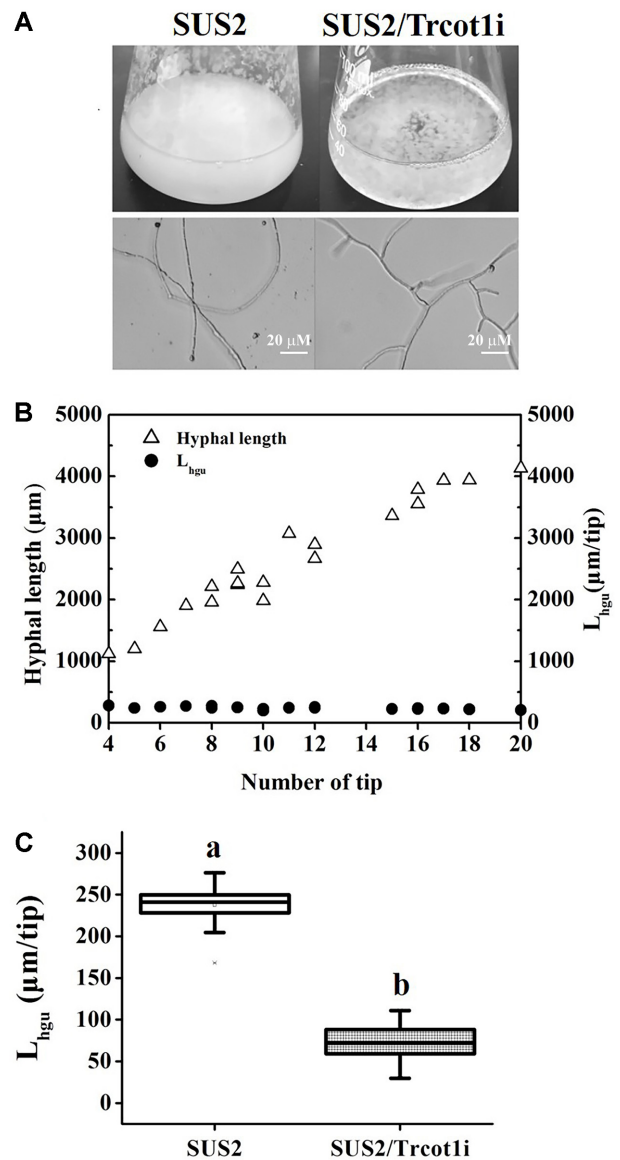 A
SUS2 SUS2/Trcot1i
60
40
20 µM 20 µM
B
5000 5000
4000 4000
3000 3000
2000 2000
1000 1000
0 0
Hyphal length (µm)
Hyphal length
Lhgu
Lhgu(µm/tip)
4 6 8 10 12 14 16 18 20
Number of tip
C
300
250
200
150
100
50
0
Lhgu (µm/tip)
a
b
SUS2 SUS2/Trcot1i